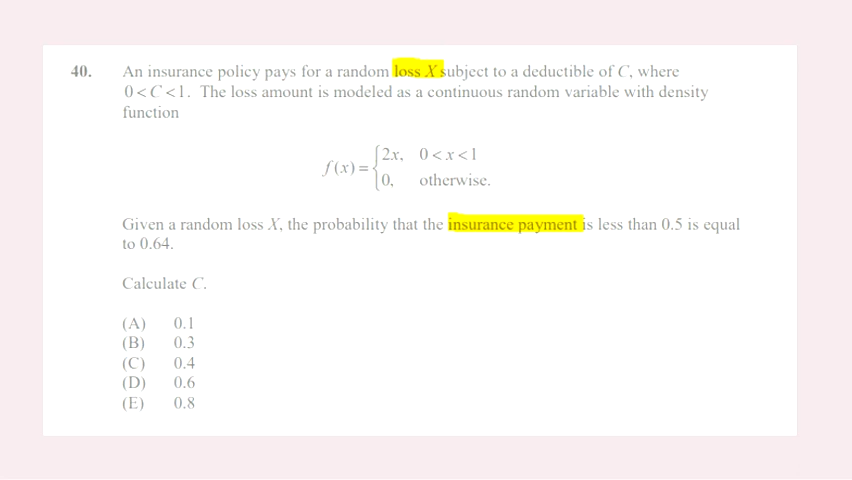 40. An insurance policy pays for a random loss X subject to a deductible of C, where
0 < C < 1. The loss amount is modeled as a continuous random variable with density
function
f(x) = {2x, 0 < x < 1
0, otherwise.
Given a random loss X, the probability that the insurance payment is less than 0.5 is equal
to 0.64.
Calculate C.
(A) 0.1
(B) 0.3
(C) 0.4
(D) 0.6
(E) 0.8